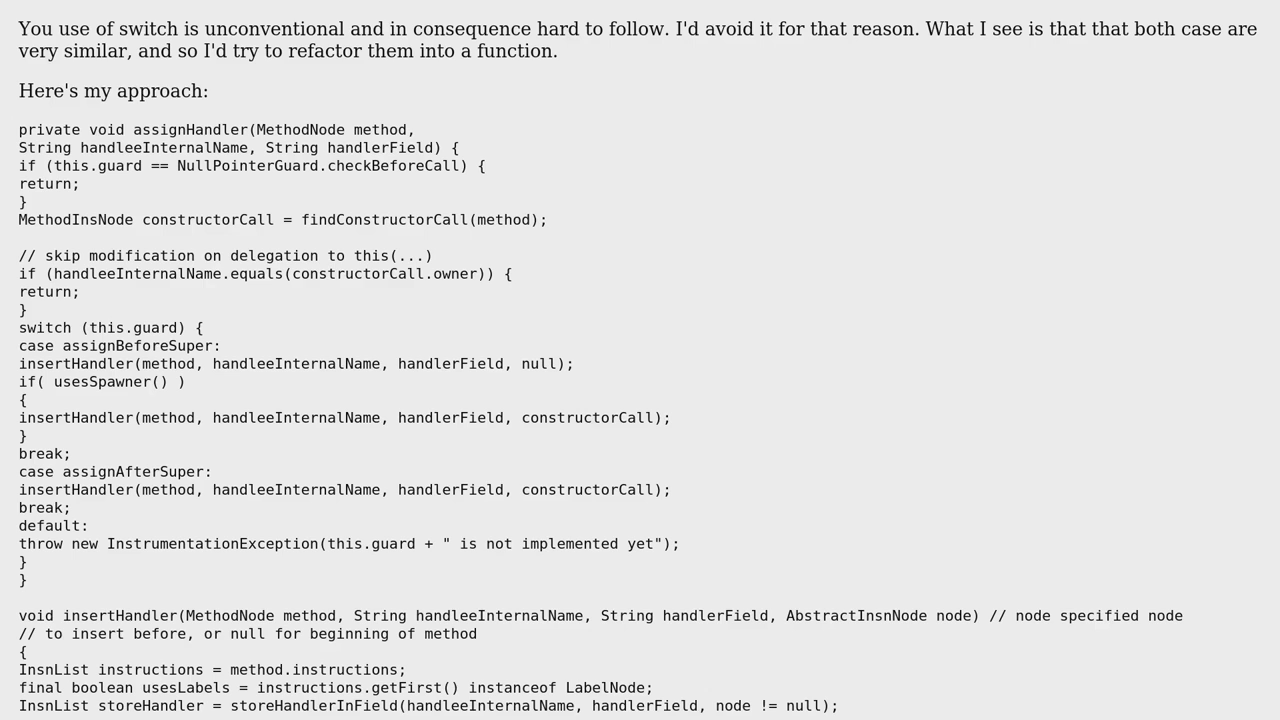 You use of switch is unconventional and in consequence hard to follow. I'd avoid it for that reason. What I see is that that both case are
very similar, and so I'd try to refactor them into a function.
Here's my approach:
private void assignHandler(MethodNode method,
String handleeInternalName, String handlerField) {
if (this.guard == NullPointerGuard.checkBeforeCall) {
return;
}
MethodInsNode constructorCall = findConstructorCall(method);
// skip modification on delegation to this(...)
if (handleeInternalName.equals(constructorCall.owner)) {
return;
}
switch (this.guard) {
case assignBeforeSuper:
insertHandler(method, handleeInternalName, handlerField, null);
if( usesSpawner() )
{
insertHandler(method, handleeInternalName, handlerField, constructorCall);
}
break;
case assignAfterSuper:
insertHandler(method, handleeInternalName, handlerField, constructorCall);
break;
default:
throw new InstrumentationException(this.guard + " is not implemented yet");
}
}
void insertHandler(MethodNode method, String handleeInternalName, String handlerField, AbstractInsnNode node) // node specified node
// to insert before, or null for beginning of method
{
InsnList instructions = method.instructions;
final boolean usesLabels = instructions.getFirst() instanceof LabelNode;
InsnList storeHandler = storeHandlerInField(handleeInternalName, handlerField, node != null);